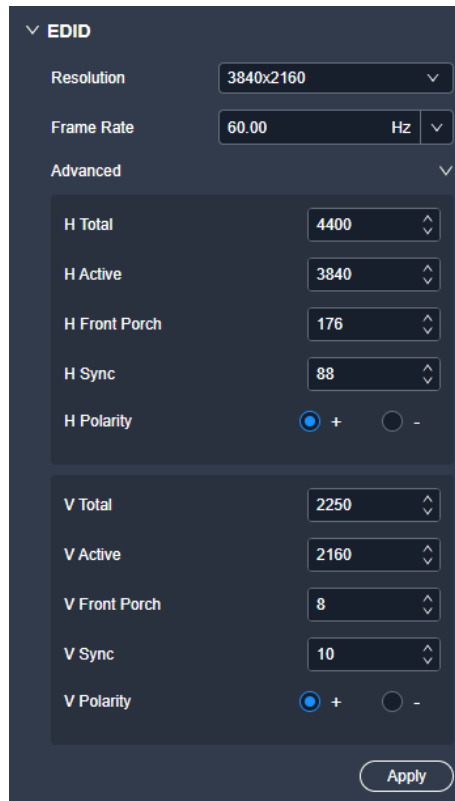 EDID
Resolution 3840x2160
Frame Rate 60.00 Hz
Advanced
H Total 4400
H Active 3840
H Front Porch 176
H Sync 88
H Polarity + -
V Total 2250
V Active 2160
V Front Porch 8
V Sync 10
V Polarity + -
Apply